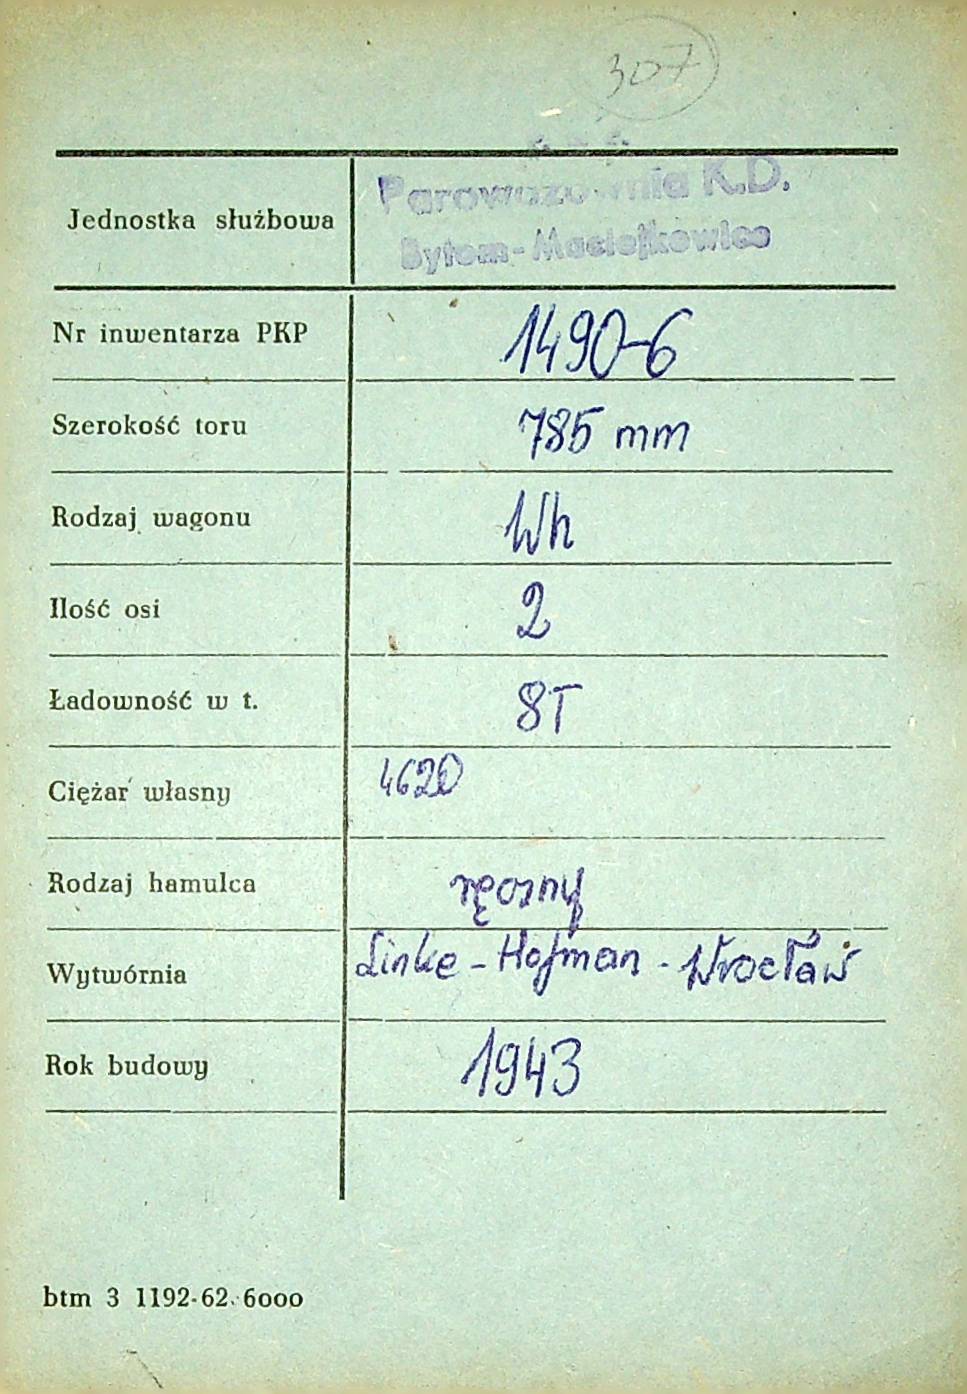 307
Parowozownia K.D.
Jednostka służbowa
Bytom-Maciejkowice
Nr inwentarza PKP 1490-6
Szerokość toru 785 mm
Rodzaj wagonu Wh
Ilość osi 2
Ładowność w t. 8T
Ciężar własny 4620
Rodzaj hamulca ręczny
Wytwórnia Linke-Hofman-Wrocław
Rok budowy 1943
btm 3 1192-62. 6000